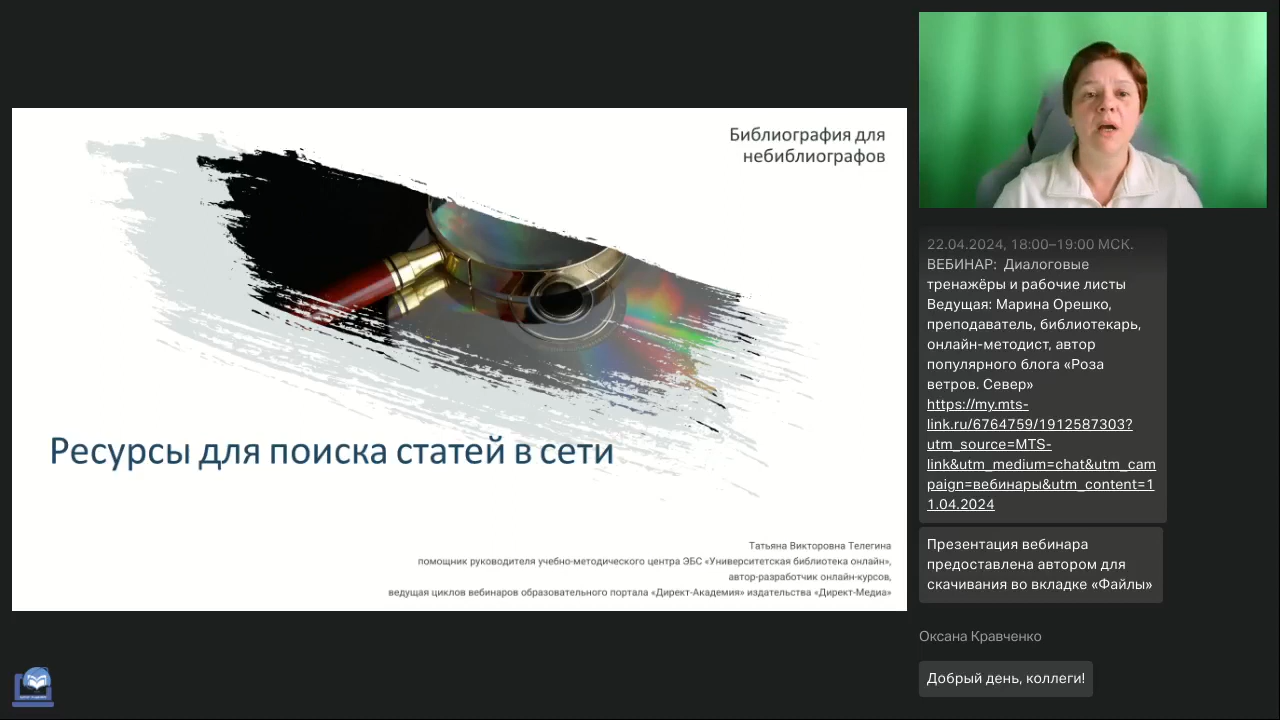 Библиография для
небиблиографов
Ресурсы для поиска статей в сети
Татьяна Викторовна Телегина
помощник руководителя учебно-методического центра ЭБС «Университетская библиотека онлайн»,
автор-разработчик онлайн-курсов,
ведущая циклов вебинаров образовательного портала «Директ-Академия» издательства «Директ-Медиа»
22.04.2024, 18:00–19:00 МСК.
ВЕБИНАР:  Диалоговые
тренажёры и рабочие листы
Ведущая: Марина Орешко,
преподаватель, библиотекарь,
онлайн-методист, автор
популярного блога «Роза
ветров. Север»
https://my.mts-
link.ru/6764759/1912587303?
utm_source=MTS-
link&utm_medium=chat&utm_cam
paign=вебинары&utm_content=1
1.04.2024
Презентация вебинара
предоставлена автором для
скачивания во вкладке «Файлы»
Оксана Кравченко
Добрый день, коллеги!